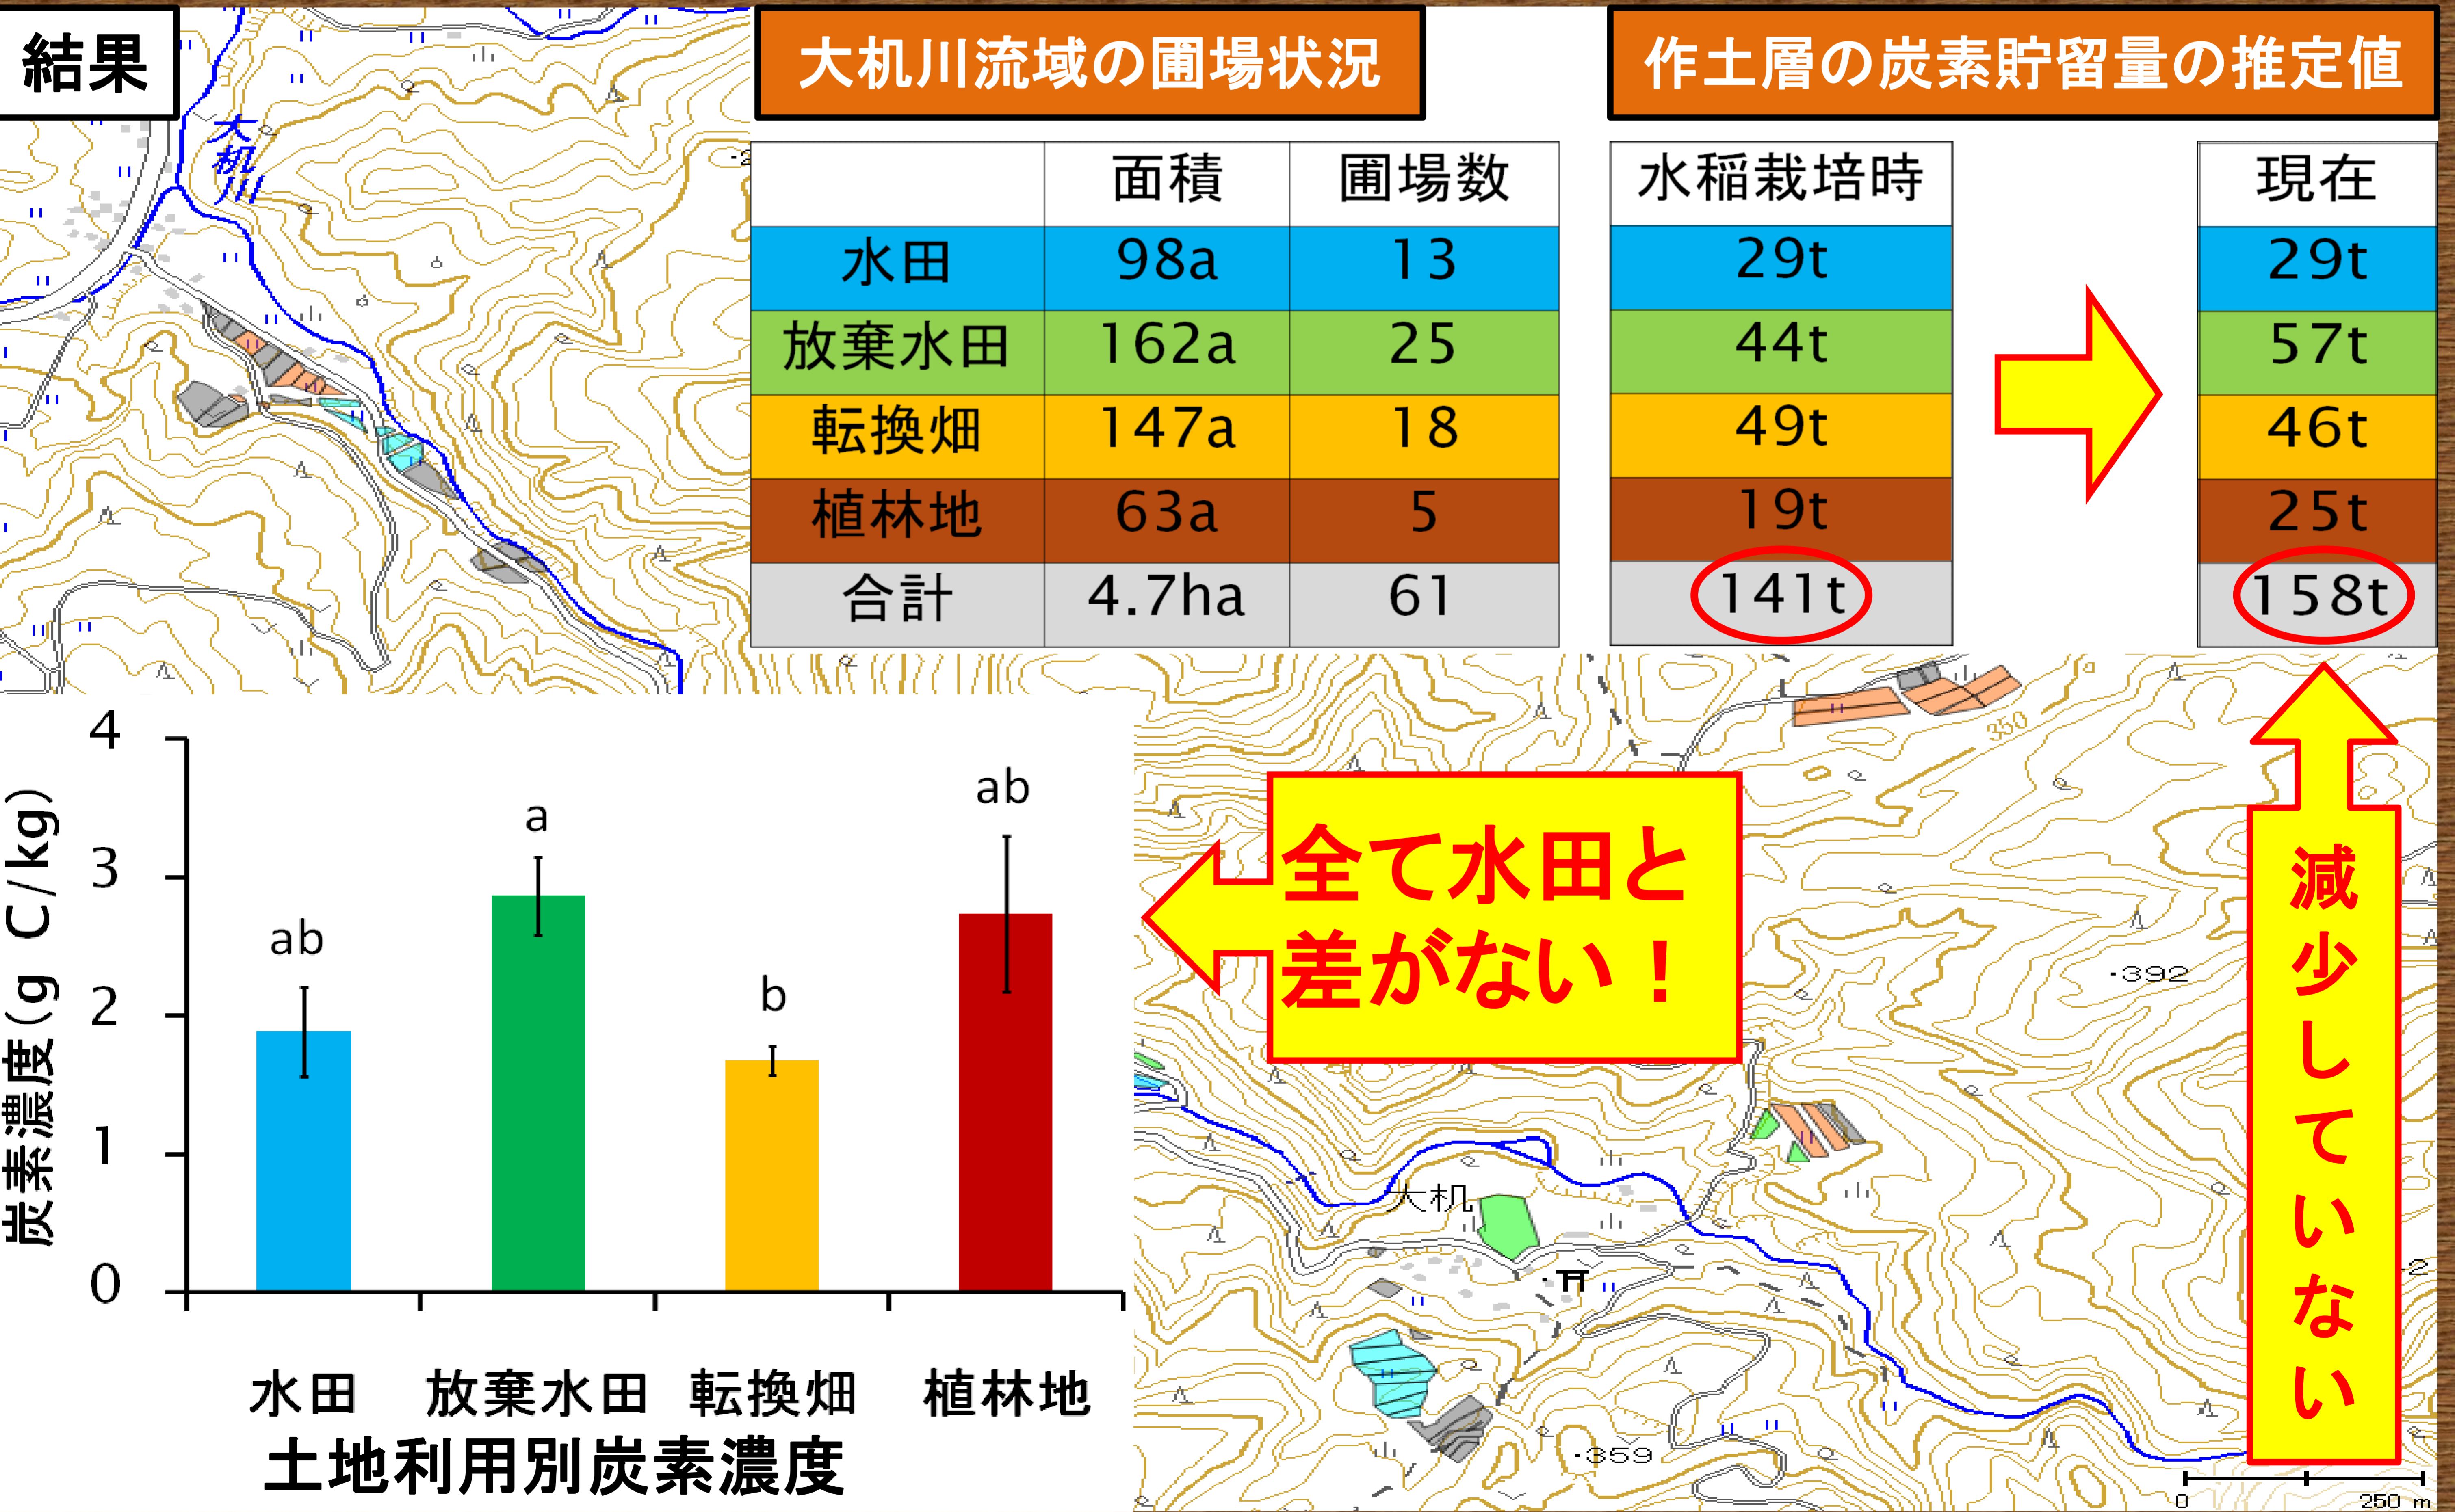 結果
大机川流域の圃場状況
作土層の炭素貯留量の推定値
大机川
面積 圃場数
水田 98a 13
放棄水田 162a 25
転換畑 147a 18
植林地 63a 5
合計 4.7ha 61
水稲栽培時
29t
44t
49t
19t
141t
現在
29t
57t
46t
25t
158t
炭素濃度(g C/kg)
4
3
2
1
0
ab
a
b
ab
水田 放棄水田 転換畑 植林地
土地利用別炭素濃度
全て水田と
差がない！
減少していない
350
・392
大机
・359
0 250 m